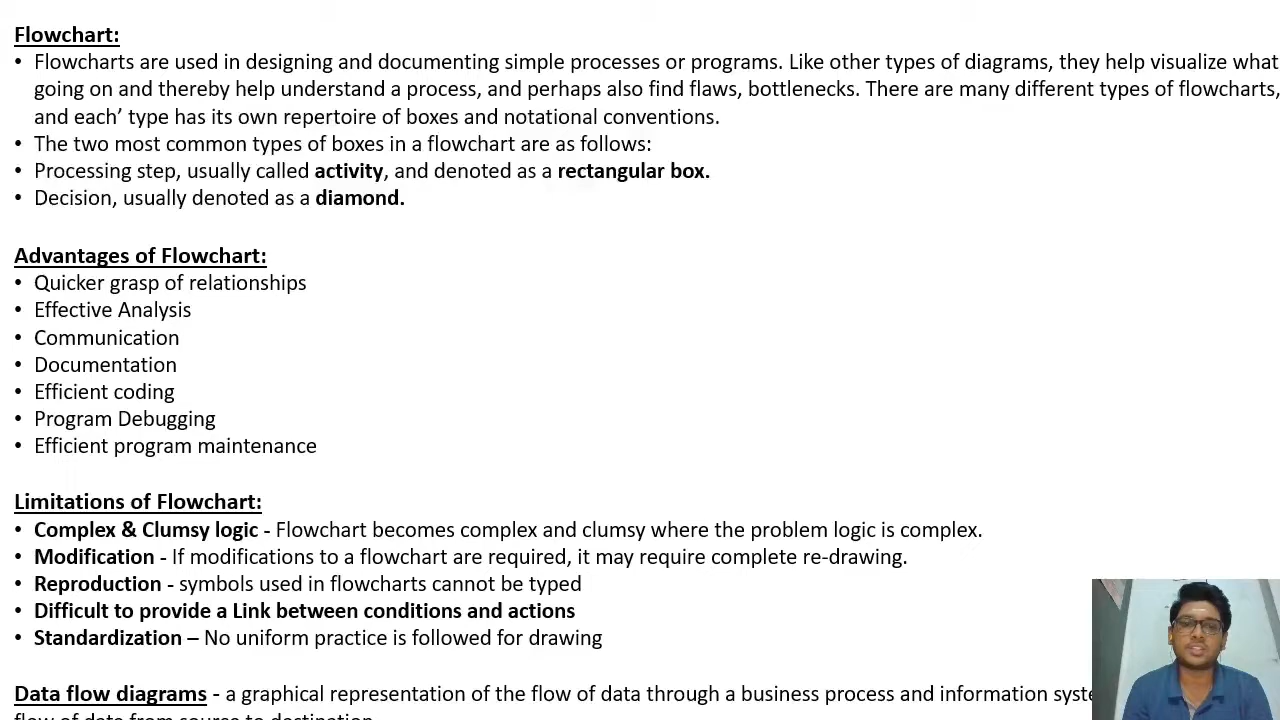 Flowchart:
• Flowcharts are used in designing and documenting simple processes or programs. Like other types of diagrams, they help visualize what
going on and thereby help understand a process, and perhaps also find flaws, bottlenecks. There are many different types of flowcharts,
and each’ type has its own repertoire of boxes and notational conventions.
• The two most common types of boxes in a flowchart are as follows:
• Processing step, usually called activity, and denoted as a rectangular box.
• Decision, usually denoted as a diamond.
Advantages of Flowchart:
• Quicker grasp of relationships
• Effective Analysis
• Communication
• Documentation
• Efficient coding
• Program Debugging
• Efficient program maintenance
Limitations of Flowchart:
• Complex & Clumsy logic - Flowchart becomes complex and clumsy where the problem logic is complex.
• Modification - If modifications to a flowchart are required, it may require complete re-drawing.
• Reproduction - symbols used in flowcharts cannot be typed
• Difficult to provide a Link between conditions and actions
• Standardization – No uniform practice is followed for drawing
Data flow diagrams - a graphical representation of the flow of data through a business process and information syste
flow of data from source to destination